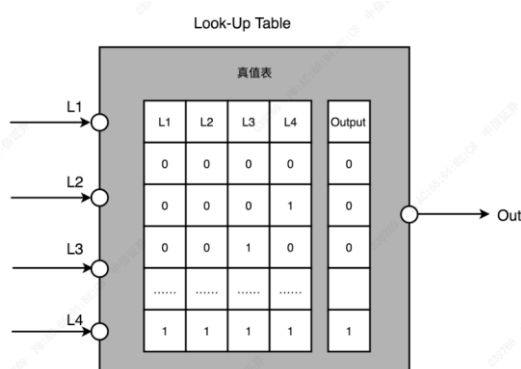 Look-Up Table
真值表
L1
L2
L3
L4
Out
L1 L2 L3 L4 Output
0 0 0 0 0
0 0 0 1 0
0 0 1 0 0
...... ...... ...... ......
1 1 1 1 1